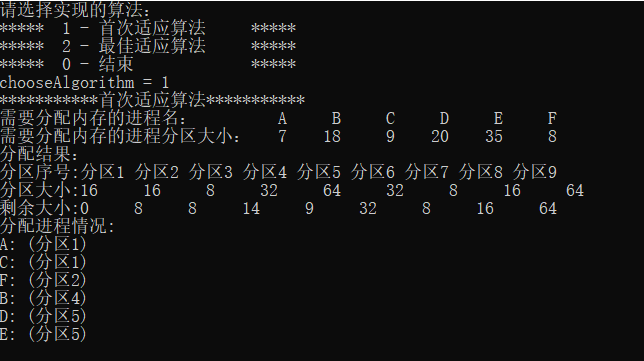 请选择实现的算法：
*****  1 - 首次适应算法     *****
*****  2 - 最佳适应算法     *****
*****  0 - 结束             *****
chooseAlgorithm = 1
***********首次适应算法***********
需要分配内存的进程名：       A     B     C     D     E     F
需要分配内存的进程分区大小：   7    18     9    20    35     8
分配结果：
分区序号:分区1 分区2 分区3 分区4 分区5 分区6 分区7 分区8 分区9
分区大小:16     16     8     32     64     32     8     16     64
剩余大小:0     8     8     14     9     32     8     16     64
分配进程情况:
A: (分区1)
C: (分区1)
F: (分区2)
B: (分区4)
D: (分区5)
E: (分区5)